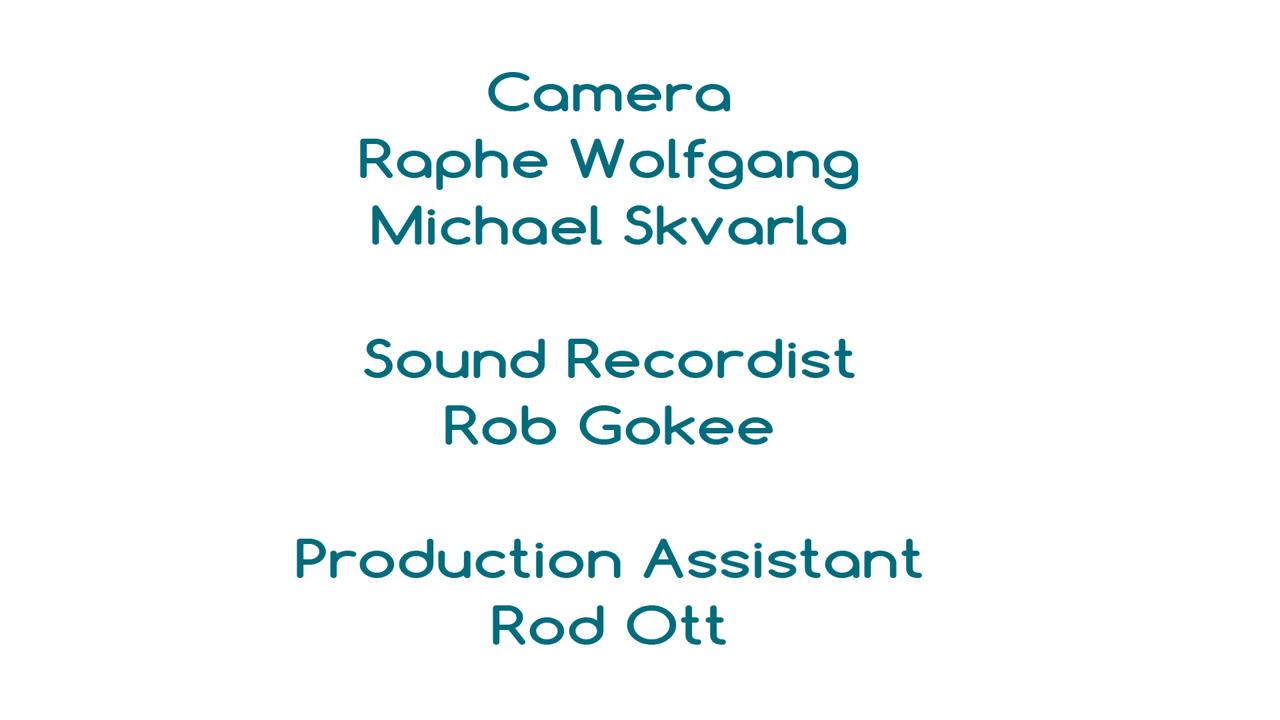 Camera
Raphe Wolfgang
Michael Skvarla
Sound Recordist
Rob Gokee
Production Assistant
Rod Ott